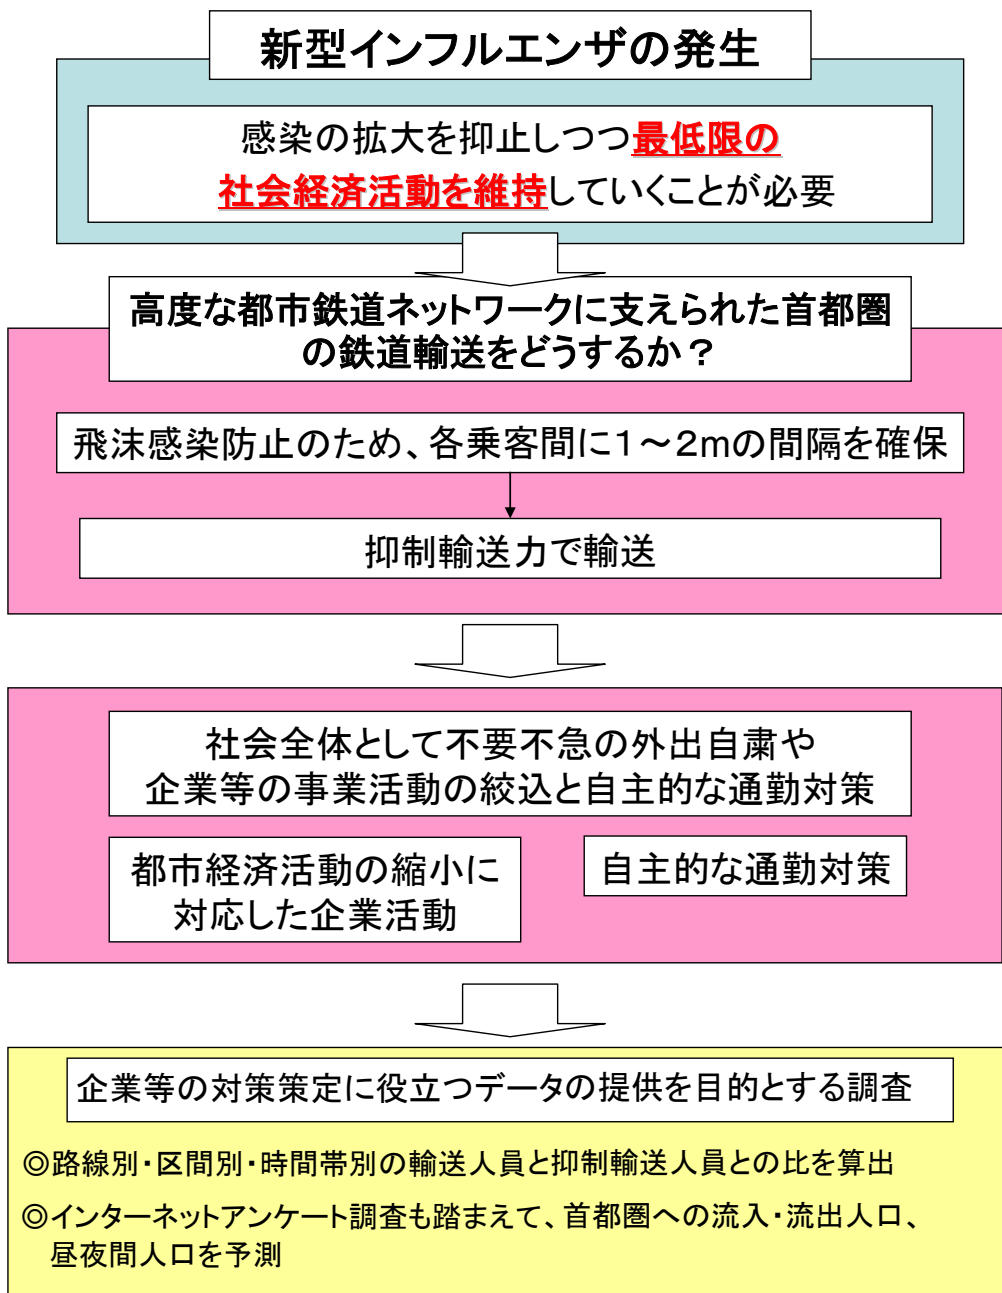 新型インフルエンザの発生
感染の拡大を抑止しつつ最低限の
社会経済活動を維持していくことが必要
高度な都市鉄道ネットワークに支えられた首都圏
の鉄道輸送をどうするか？
飛沫感染防止のため、各乗客間に１～２ｍの間隔を確保
抑制輸送力で輸送
社会全体として不要不急の外出自粛や
企業等の事業活動の絞込と自主的な通勤対策
都市経済活動の縮小に
対応した企業活動
自主的な通勤対策
企業等の対策策定に役立つデータの提供を目的とする調査
◎路線別・区間別・時間帯別の輸送人員と抑制輸送人員との比を算出
◎インターネットアンケート調査も踏まえて、首都圏への流入・流出人口、
昼夜間人口を予測